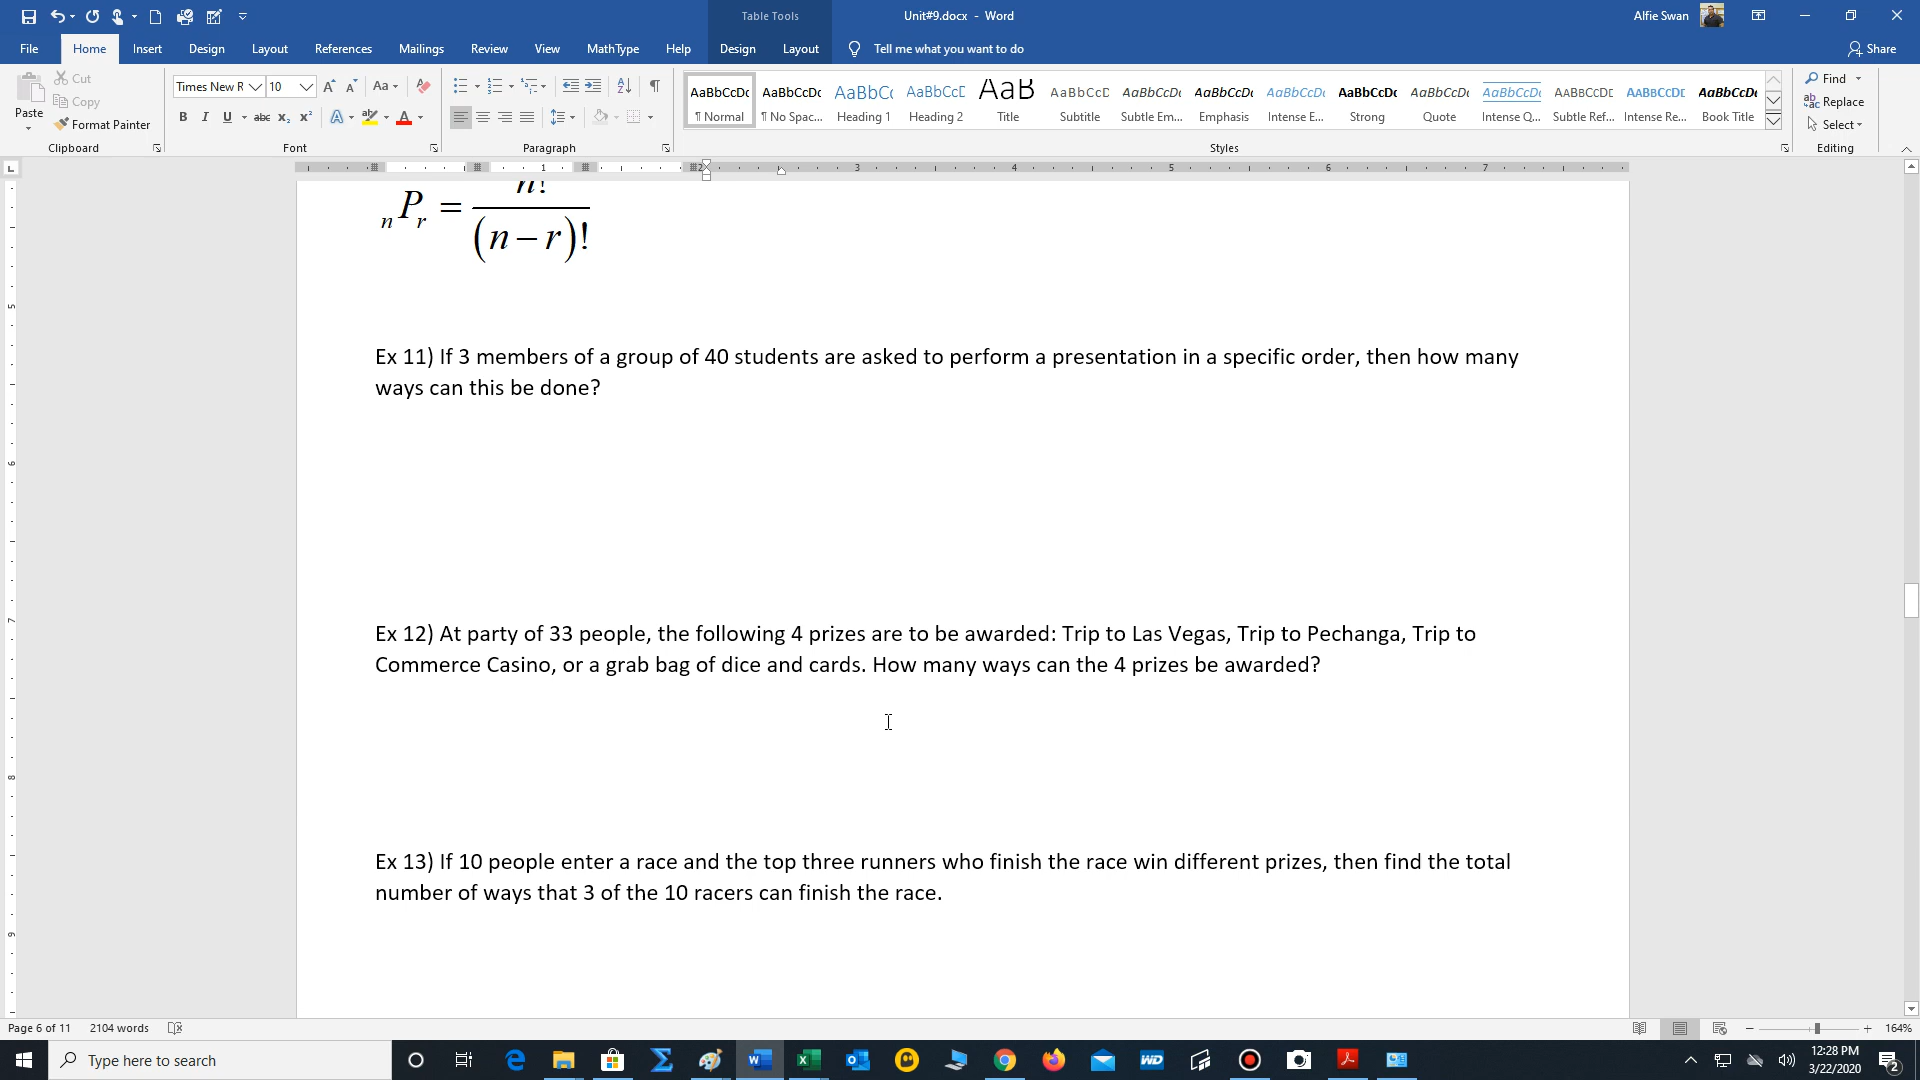 Table Tools
Unit#9.docx - Word
Alfie Swan
File Home Insert Design Layout References Mailings Review View MathType Help Design Layout Tell me what you want to do Share
Paste
Cut
Copy
Format Painter
Clipboard
Times New R 10
Font
Paragraph
AaBbCcDc AaBbCcDc AaBbCc AaBbCcE AaB AaBbCcD AaBbCcDc AaBbCcDc AaBbCcDc AaBbCcDc AaBbCcDc AaBbCcDc AaBbCcDe AaBbCcDe AaBbCcDc
¶ Normal ¶ No Spac... Heading 1 Heading 2 Title Subtitle Subtle Em... Emphasis Intense E... Strong Quote Intense Q... Subtle Ref... Intense Re... Book Title
Styles
Find
Replace
Select
Editing
1 2 3 4 5 6 7
nPr = n! / (n − r)!
Ex 11) If 3 members of a group of 40 students are asked to perform a presentation in a specific order, then how many
ways can this be done?
Ex 12) At party of 33 people, the following 4 prizes are to be awarded: Trip to Las Vegas, Trip to Pechanga, Trip to
Commerce Casino, or a grab bag of dice and cards. How many ways can the 4 prizes be awarded?
Ex 13) If 10 people enter a race and the top three runners who finish the race win different prizes, then find the total
number of ways that 3 of the 10 racers can finish the race.
Page 6 of 11 2104 words
164%
Type here to search
12:28 PM
3/22/2020
2